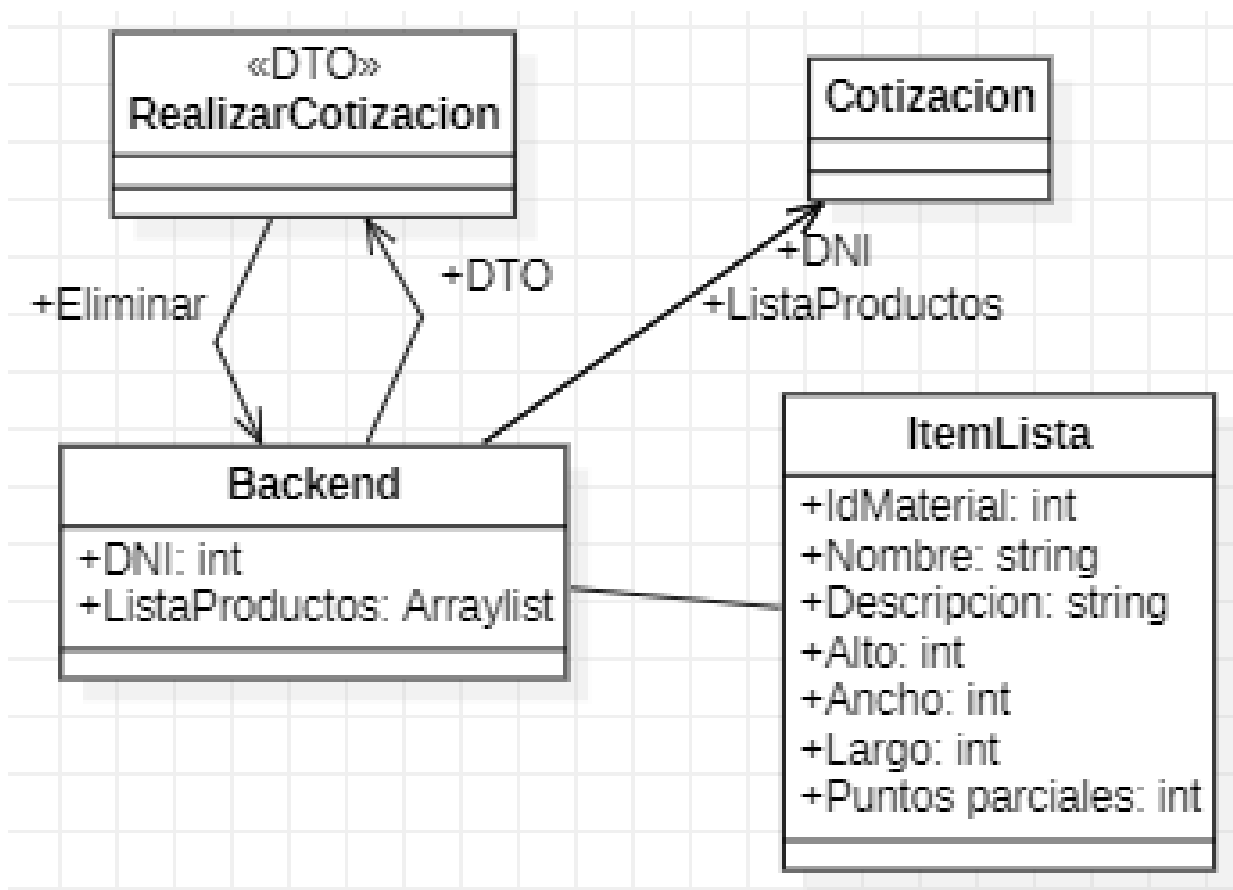 «DTO»
RealizarCotizacion
Cotizacion
+Eliminar
+DTO
+DNI
+ListaProductos
Backend
+DNI: int
+ListaProductos: Arraylist
ItemLista
+IdMaterial: int
+Nombre: string
+Descripcion: string
+Alto: int
+Ancho: int
+Largo: int
+Puntos parciales: int